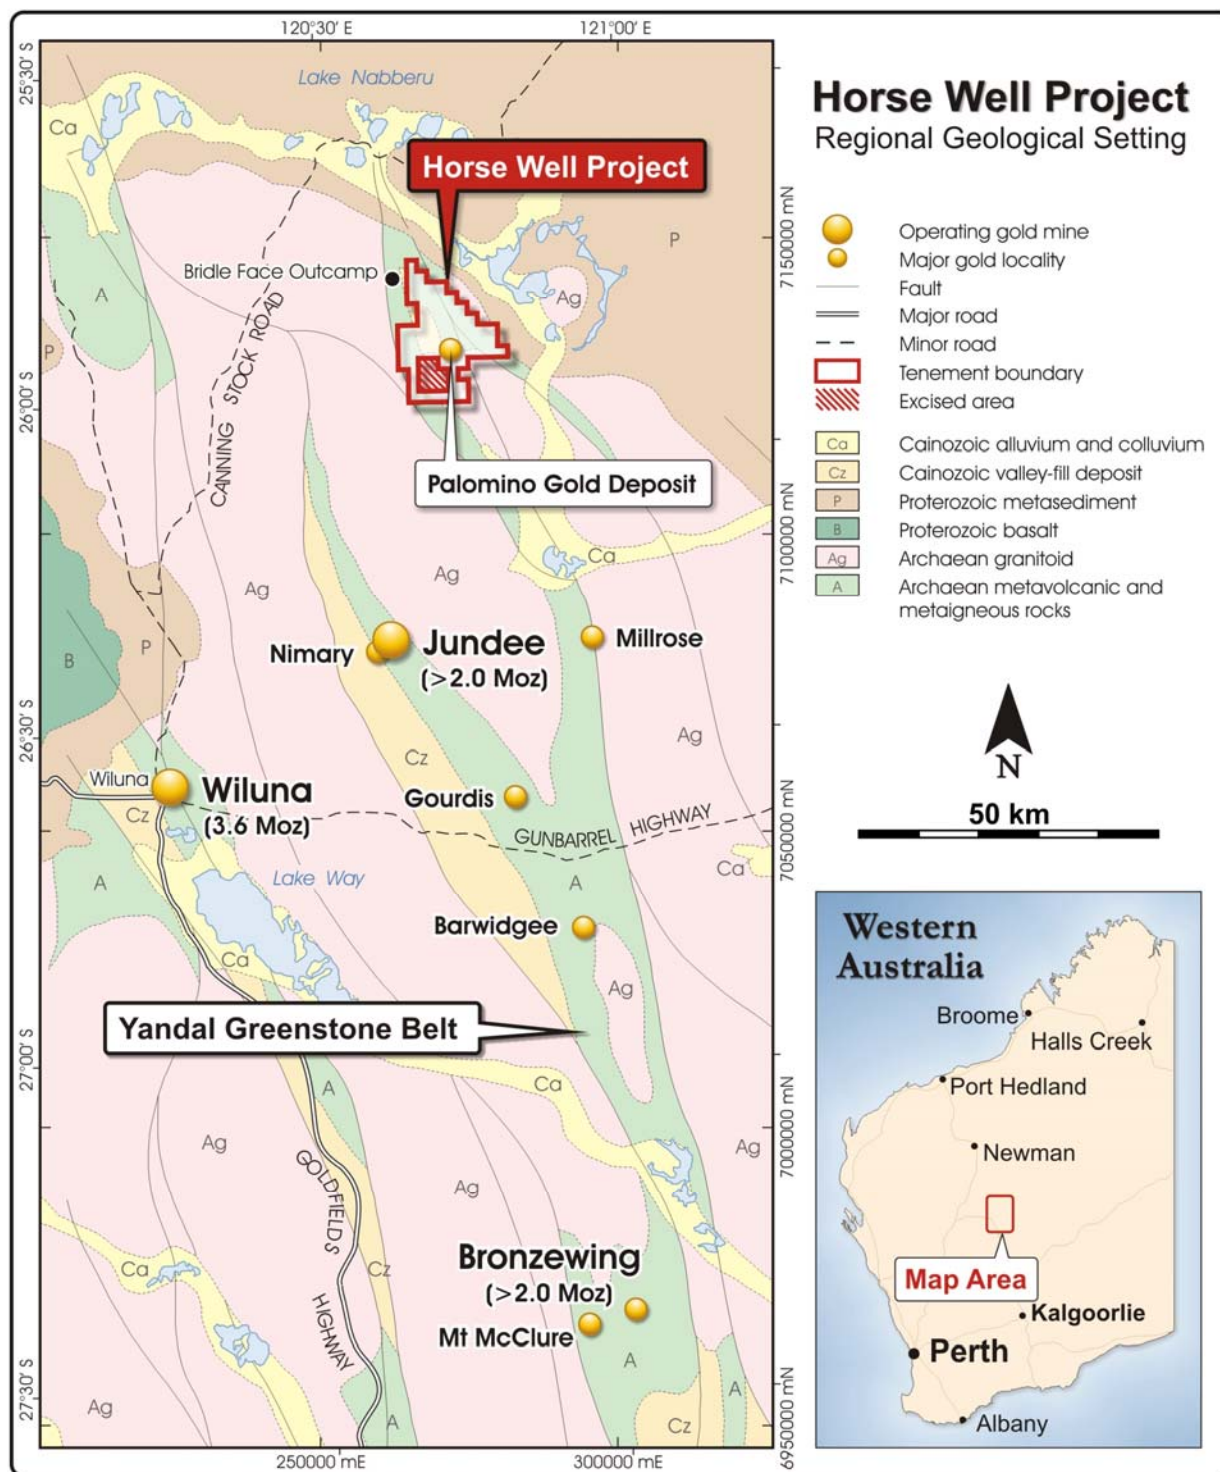 120°30′ E
121°00′ E
25°30′ S
26°00′ S
26°30′ S
27°00′ S
27°30′ S
7150000 mN
7100000 mN
7050000 mN
7000000 mN
6950000 mN
250000 mE
300000 mE
Lake Nabberu
Ca
Horse Well Project
P
Bridle Face Outcamp
A
Ag
CANNING STOCK ROAD
P
Palomino Gold Deposit
Ca
Ag
Ag
Nimary
Jundee
(>2.0 Moz)
Millrose
P
B
Ag
Cz
Wiluna
Wiluna
(3.6 Moz)
Gourdis
Cz
GUNBARREL HIGHWAY
Ca
Lake Way
A
A
Barwidgee
Ca
Ag
Yandal Greenstone Belt
Ca
A
Ag
Ag
Ag
GOLDFIELDS HIGHWAY
Bronzewing
(>2.0 Moz)
Ca
Cz
Mt McClure
A
A
Ag
A
Cz
Horse Well Project
Regional Geological Setting
Operating gold mine
Major gold locality
Fault
Major road
Minor road
Tenement boundary
Excised area
Ca Cainozoic alluvium and colluvium
Cz Cainozoic valley-fill deposit
P Proterozoic metasediment
B Proterozoic basalt
Ag Archaean granitoid
A Archaean metavolcanic and
metaigneous rocks
N
50 km
Western
Australia
Broome
Halls Creek
Port Hedland
Newman
Map Area
Kalgoorlie
Perth
Albany